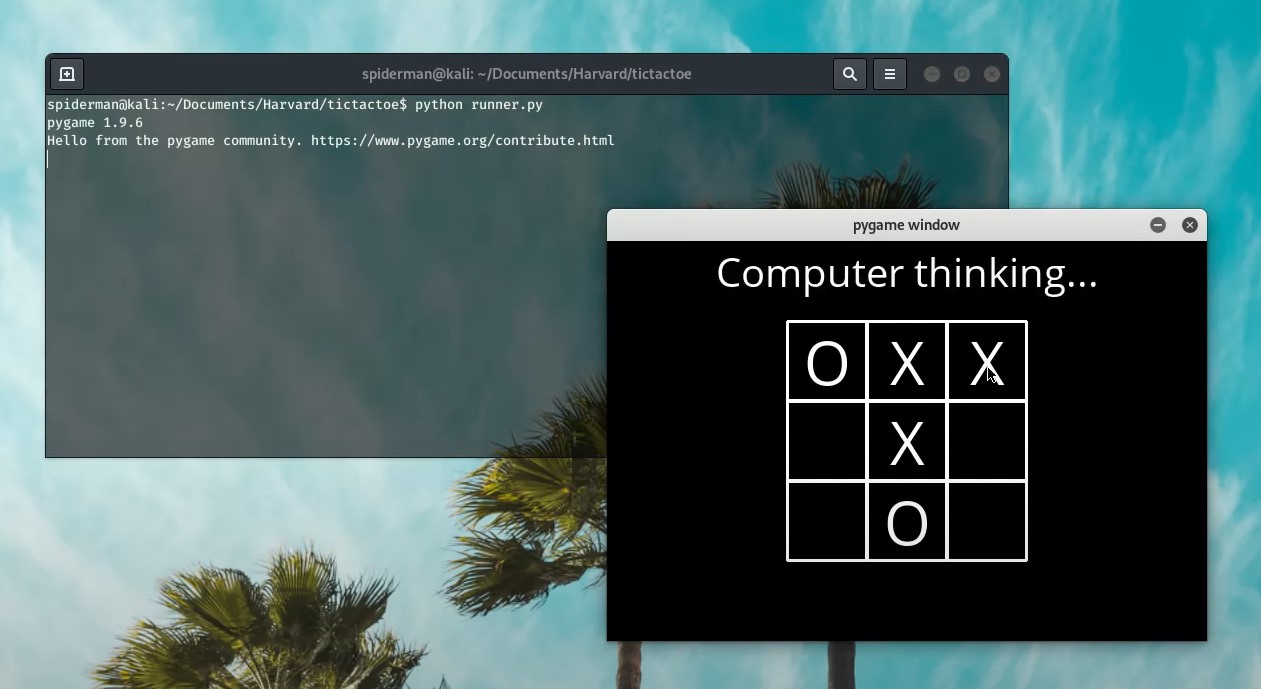 spiderman@kali: ~/Documents/Harvard/tictactoe
spiderman@kali:~/Documents/Harvard/tictactoe$ python runner.py
pygame 1.9.6
Hello from the pygame community. https://www.pygame.org/contribute.html
pygame window
Computer thinking...
O X X
X
O